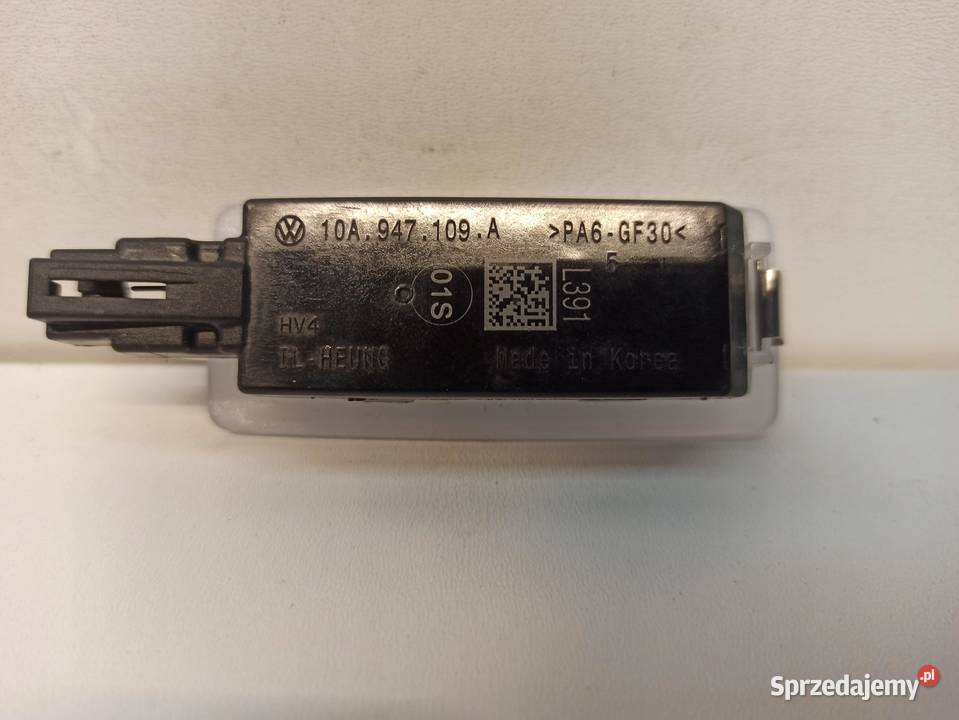 10A.947.109.A >PA6-GF30<
5
01S
L391
HV4
IL-HEUNG Made in Korea
Sprzedajemy.pl